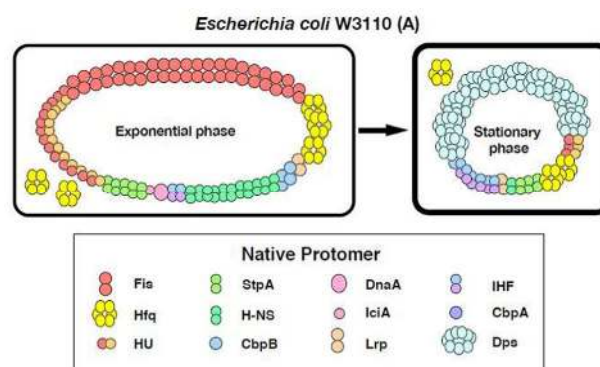 Escherichia coli W3110 (A)
Exponential phase
Stationary
phase
Native Protomer
Fis
StpA
DnaA
IHF
Hfq
H-NS
IciA
CbpA
HU
CbpB
Lrp
Dps